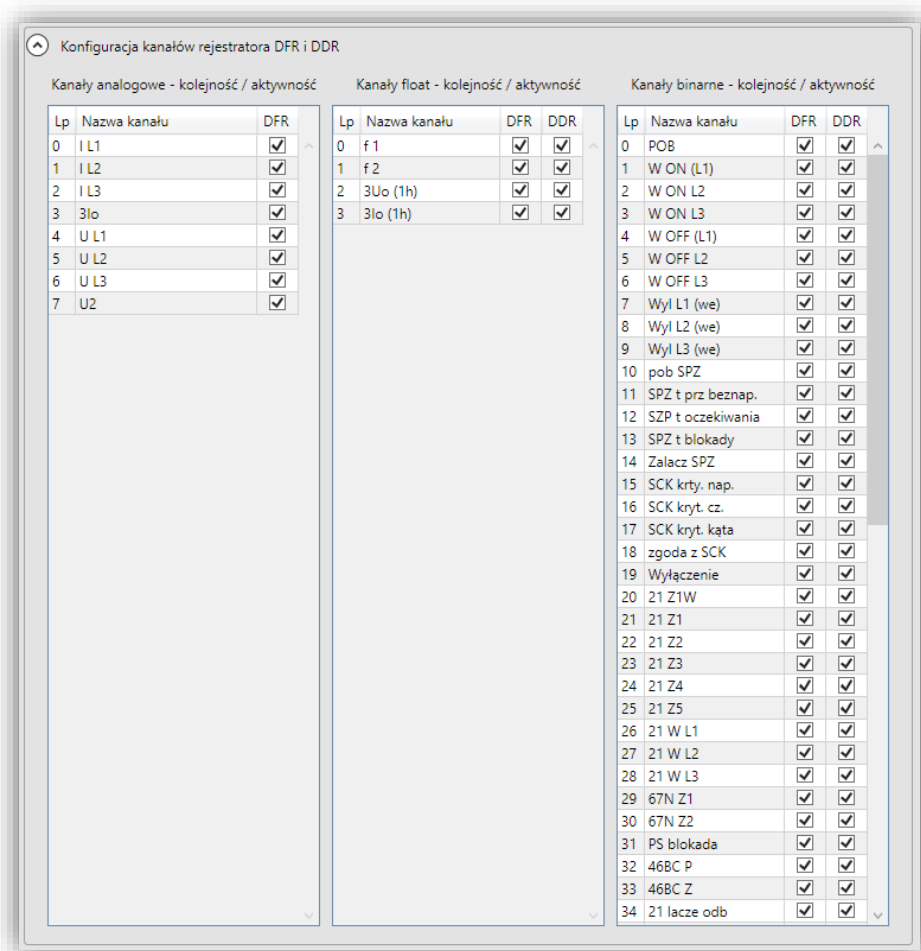 Konfiguracja kanałów rejestratora DFR i DDR
Kanały analogowe - kolejność / aktywność
Lp Nazwa kanału DFR
0 I L1
1 I L2
2 I L3
3 3Io
4 U L1
5 U L2
6 U L3
7 U2
Kanały float - kolejność / aktywność
Lp Nazwa kanału DFR DDR
0 f 1
1 f 2
2 3Uo (1h)
3 3Io (1h)
Kanały binarne - kolejność / aktywność
Lp Nazwa kanału DFR DDR
0 POB
1 W ON (L1)
2 W ON L2
3 W ON L3
4 W OFF (L1)
5 W OFF L2
6 W OFF L3
7 Wyl L1 (we)
8 Wyl L2 (we)
9 Wyl L3 (we)
10 pob SPZ
11 SPZ t prz beznap.
12 SZP t oczekiwania
13 SPZ t blokady
14 Zalacz SPZ
15 SCK krty. nap.
16 SCK kryt. cz.
17 SCK kryt. kąta
18 zgoda z SCK
19 Wyłączenie
20 21 Z1W
21 21 Z1
22 21 Z2
23 21 Z3
24 21 Z4
25 21 Z5
26 21 W L1
27 21 W L2
28 21 W L3
29 67N Z1
30 67N Z2
31 PS blokada
32 46BC P
33 46BC Z
34 21 lacze odb